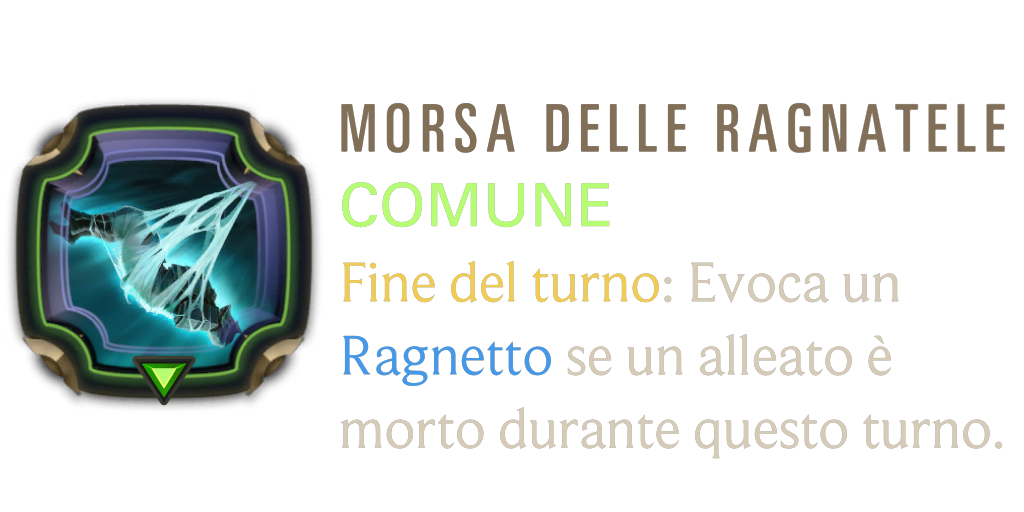 MORSA DELLE RAGNATELE
COMUNE
Fine del turno: Evoca un
Ragnetto se un alleato è
morto durante questo turno.